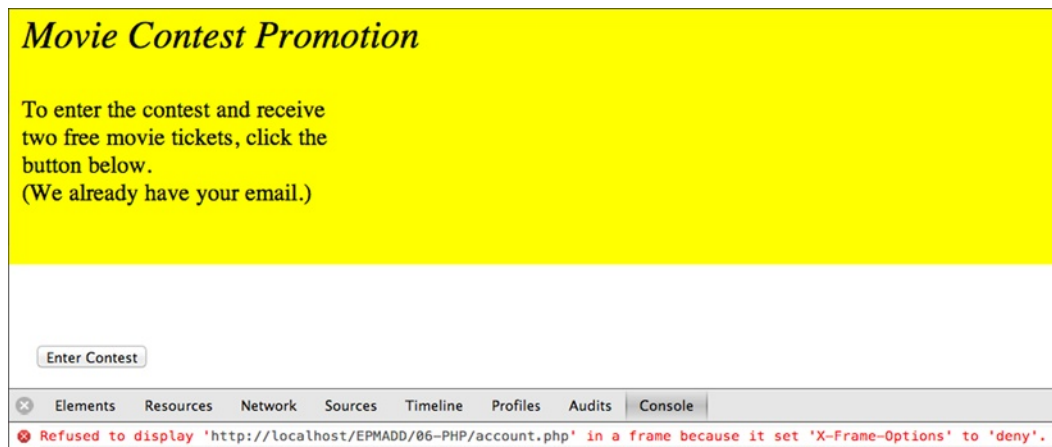 Movie Contest Promotion
To enter the contest and receive
two free movie tickets, click the
button below.
(We already have your email.)
Enter Contest
Elements Resources Network Sources Timeline Profiles Audits Console
Refused to display 'http://localhost/EPMADD/06-PHP/account.php' in a frame because it set 'X-Frame-Options' to 'deny'.